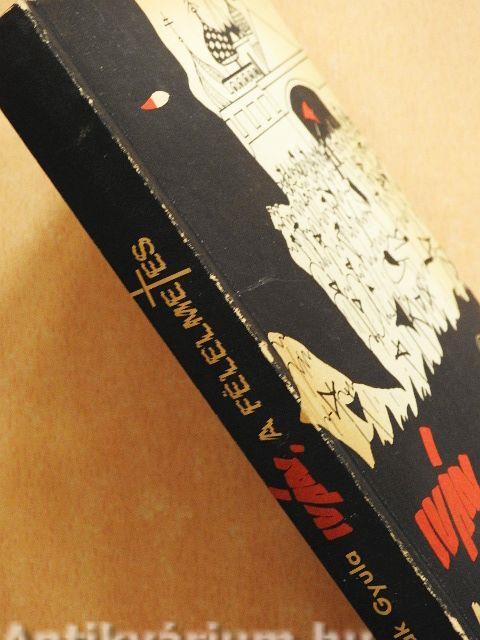 k Gyula IVÁN, A FÉLELMETES
IVÁN
Antikvárium.hu